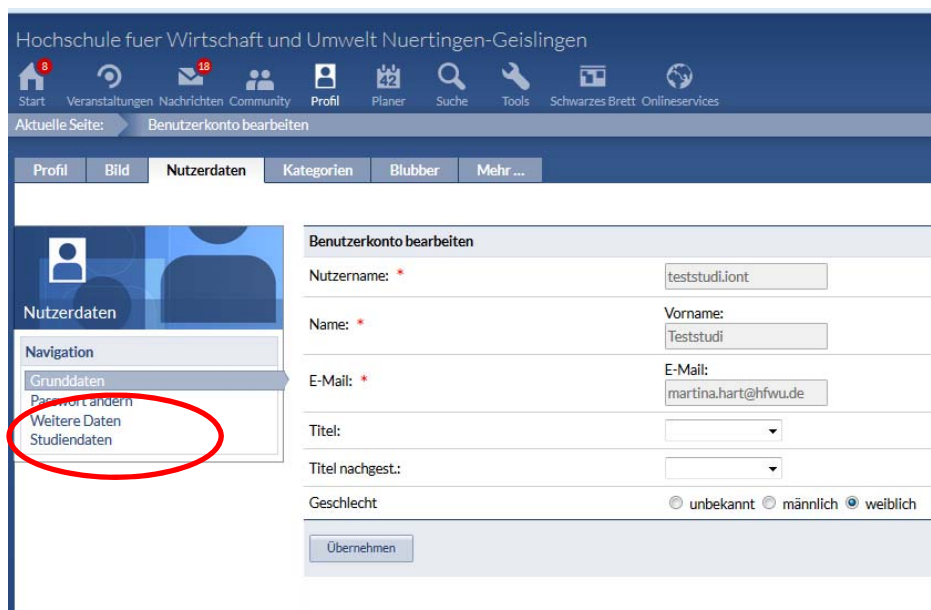 Hochschule fuer Wirtschaft und Umwelt Nuertingen-Geislingen
8 18 42
Start Veranstaltungen Nachrichten Community Profil Planer Suche Tools Schwarzes Brett Onlineservices
Aktuelle Seite: Benutzerkonto bearbeiten
Profil Bild Nutzerdaten Kategorien Blubber Mehr ...
Nutzerdaten
Navigation
Grunddaten
Passwort ändern
Weitere Daten
Studiendaten
Benutzerkonto bearbeiten
Nutzername: * teststudi.iont
Vorname:
Name: * Teststudi
E-Mail:
E-Mail: * martina.hart@hfwu.de
Titel:
Titel nachgest.:
Geschlecht unbekannt männlich weiblich
Übernehmen